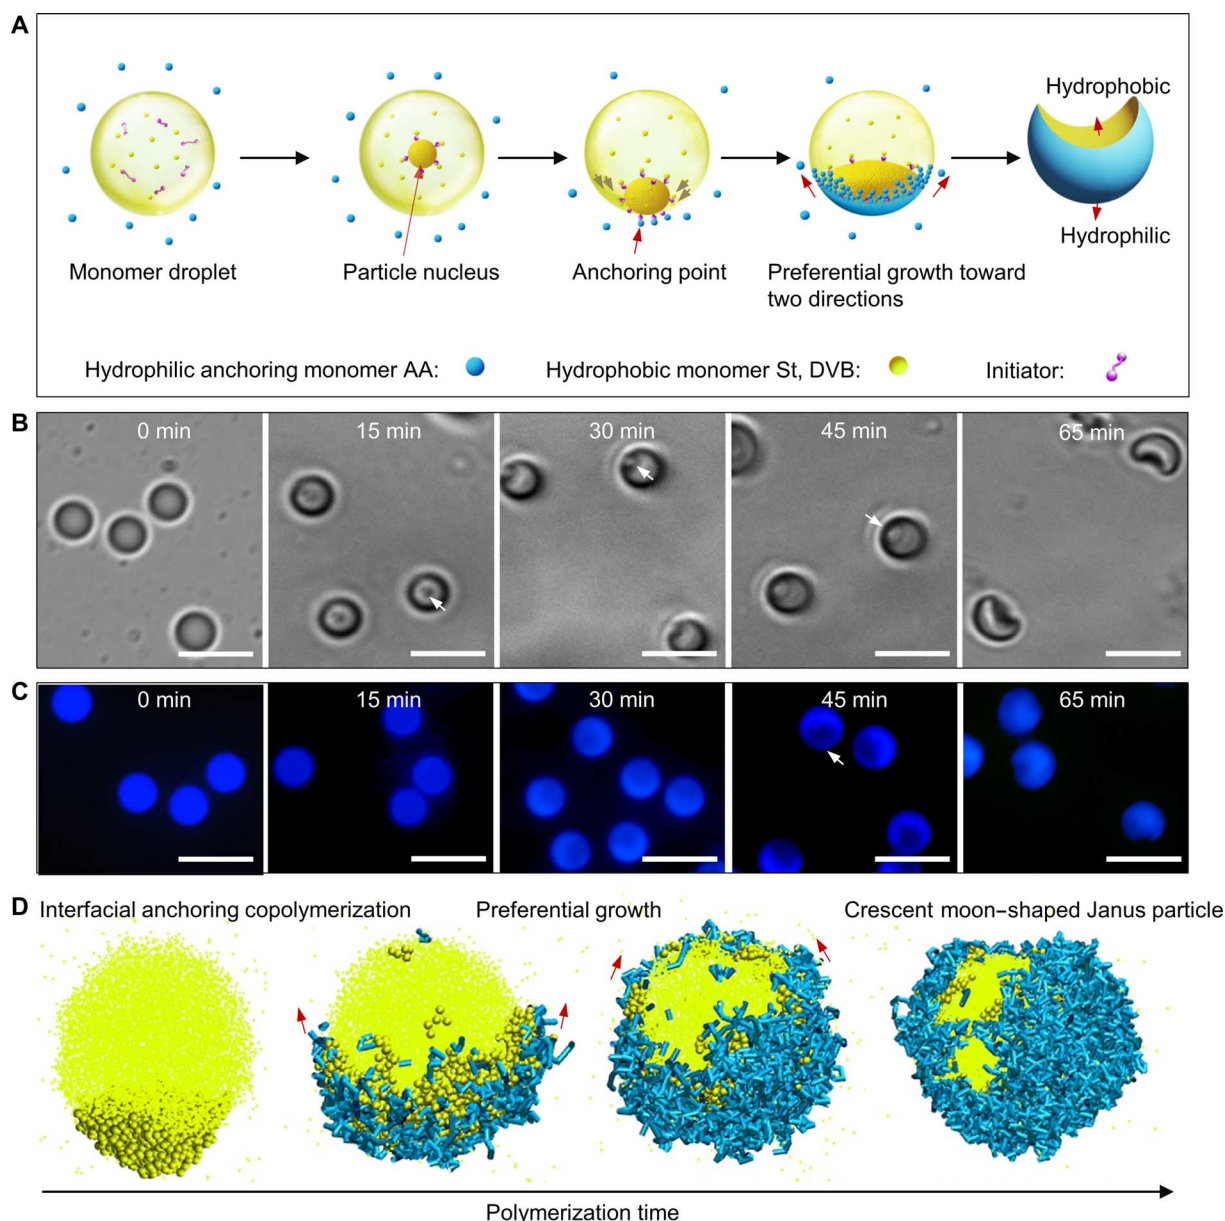 A
Hydrophobic
Hydrophilic
Monomer droplet
Particle nucleus
Anchoring point
Preferential growth toward
two directions
Hydrophilic anchoring monomer AA:
Hydrophobic monomer St, DVB:
Initiator:
B
0 min
15 min
30 min
45 min
65 min
C
0 min
15 min
30 min
45 min
65 min
D
Interfacial anchoring copolymerization
Preferential growth
Crescent moon–shaped Janus particle
Polymerization time